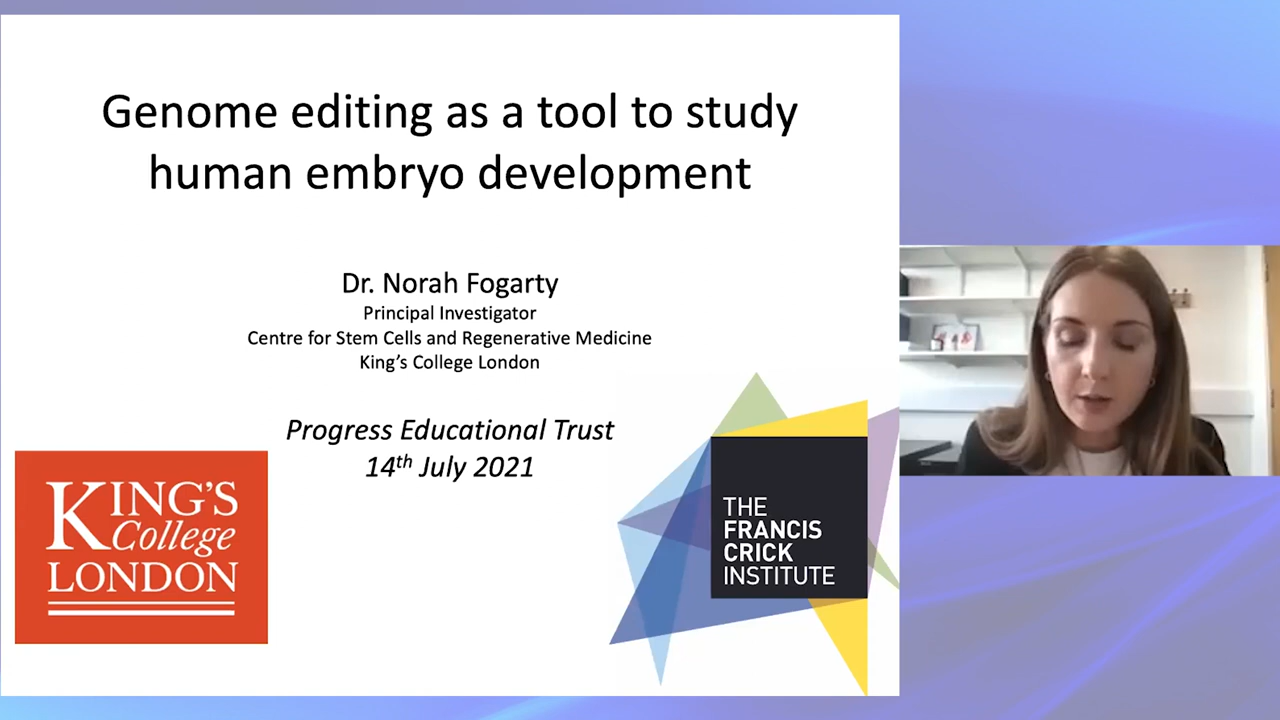 Genome editing as a tool to study
human embryo development
Dr. Norah Fogarty
Principal Investigator
Centre for Stem Cells and Regenerative Medicine
King's College London
Progress Educational Trust
14th July 2021
KING'S
College
LONDON
THE
FRANCIS
CRICK
INSTITUTE